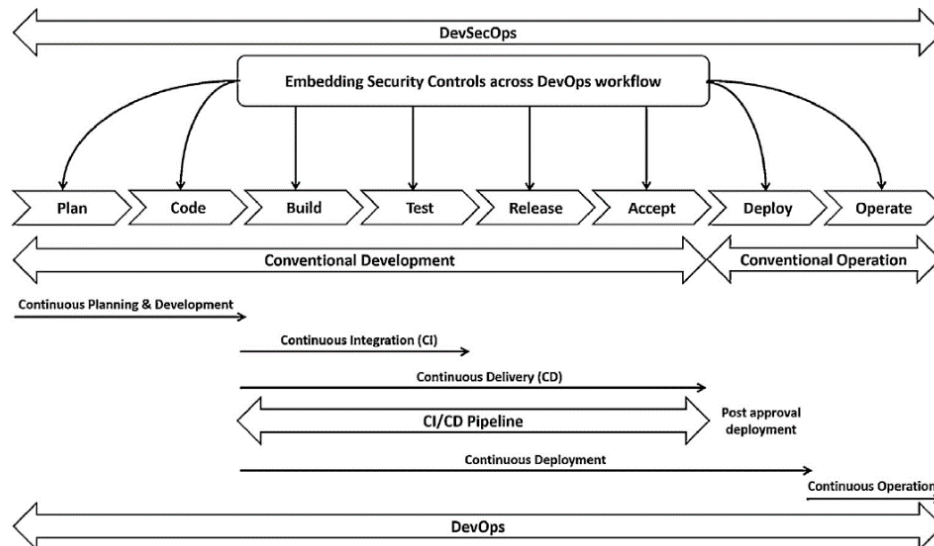 DevSecOps
Embedding Security Controls across DevOps workflow
Plan
Code
Build
Test
Release
Accept
Deploy
Operate
Conventional Development
Conventional Operation
Continuous Planning & Development
Continuous Integration (CI)
Continuous Delivery (CD)
CI/CD Pipeline
Post approval
deployment
Continuous Deployment
Continuous Operation
DevOps